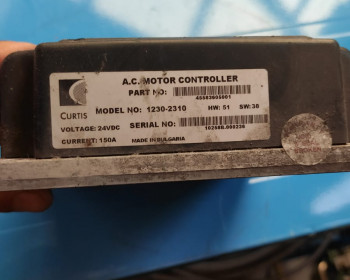 A.C. MOTOR CONTROLLER
PART NO:
MODEL NO: 1230-2310 HW: 51 SW: 38
CURTIS
VOLTAGE: 24VDC SERIAL NO:
CURRENT: 150A MADE IN BULGARIA